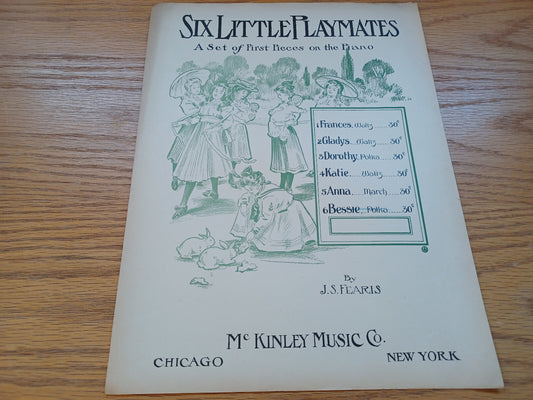 Six Little Playmates
A Set of First Pieces on the Piano
1 Frances, Waltz ...... 30¢
2 Gladys, Waltz ...... 30¢
3 Dorothy, Polka ...... 30¢
4 Katie, Waltz ...... 30¢
5 Anna, March ...... 30¢
6 Bessie, Polka ...... 30¢
By
J. S. FEARIS
Mc KINLEY MUSIC CO.
CHICAGO NEW YORK